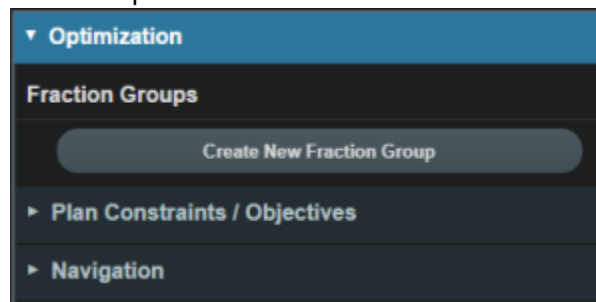 Optimization
Fraction Groups
Create New Fraction Group
Plan Constraints / Objectives
Navigation